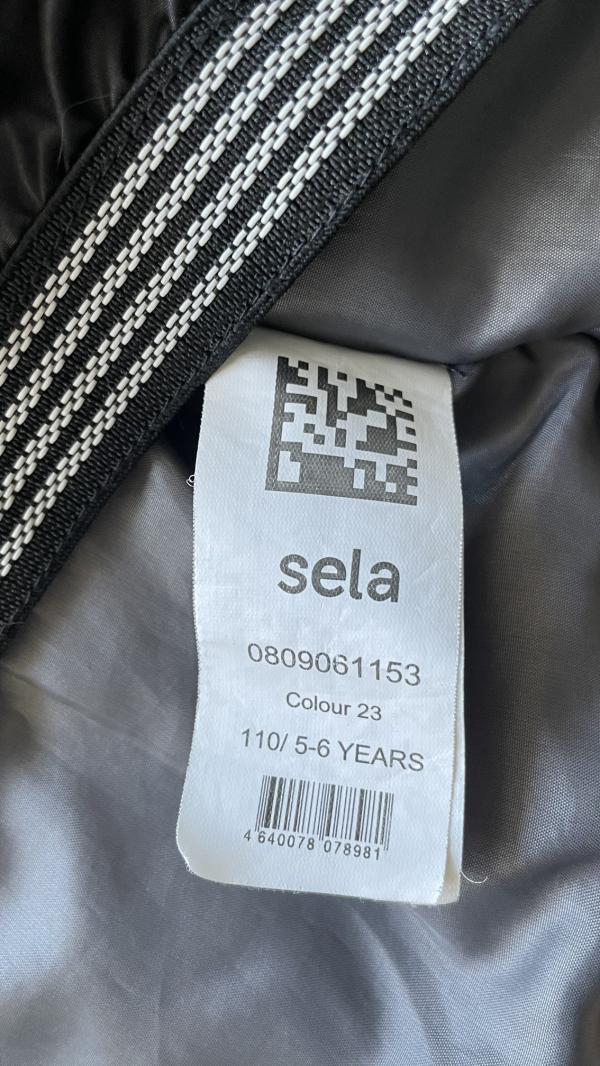 sela
0809061153
Colour 23
110/ 5-6 YEARS
4 640078 078981